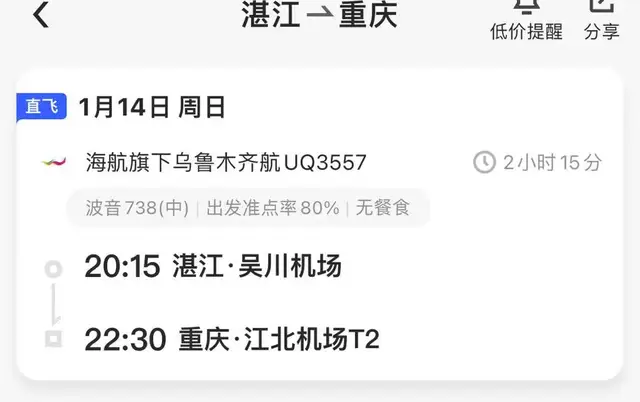 湛江⇀重庆
低价提醒 分享
直飞 1月14日 周日
海航旗下乌鲁木齐航UQ3557 2小时15分
波音738(中) | 出发准点率80% | 无餐食
20:15 湛江·吴川机场
22:30 重庆·江北机场T2